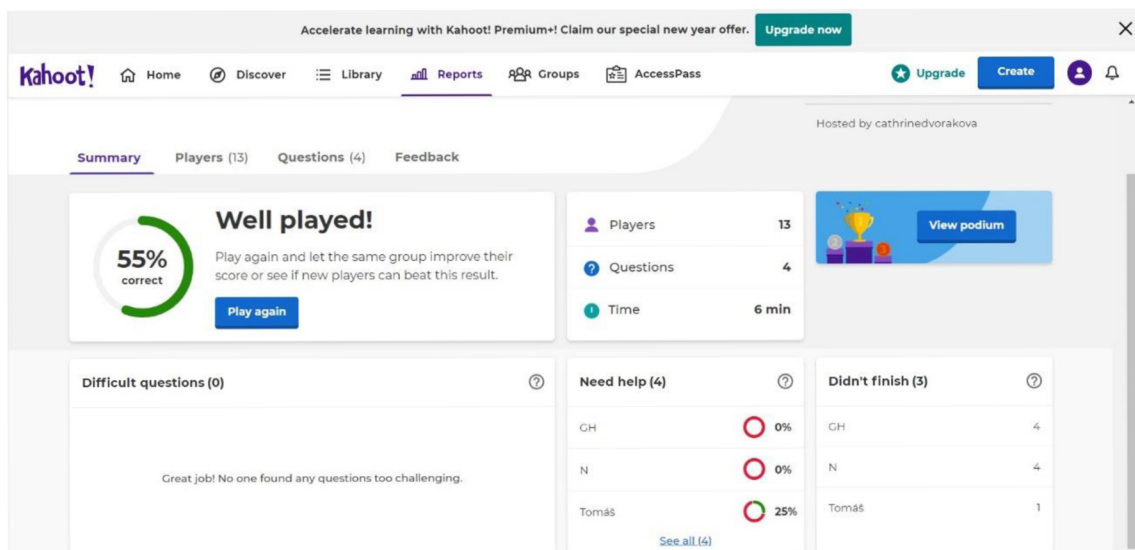 Accelerate learning with Kahoot! Premium+! Claim our special new year offer. Upgrade now
Kahoot! Home Discover Library Reports Groups AccessPass Upgrade Create
Hosted by cathrinedvorakova
Summary Players (13) Questions (4) Feedback
Well played!
55%
correct
Play again and let the same group improve their
score or see if new players can beat this result.
Play again
Players 13
Questions 4
Time 6 min
2
3
View podium
Difficult questions (0)
Great job! No one found any questions too challenging.
Need help (4)
GH 0%
N 0%
Tomáš 25%
See all (4)
Didn't finish (3)
GH 4
N 4
Tomáš 1